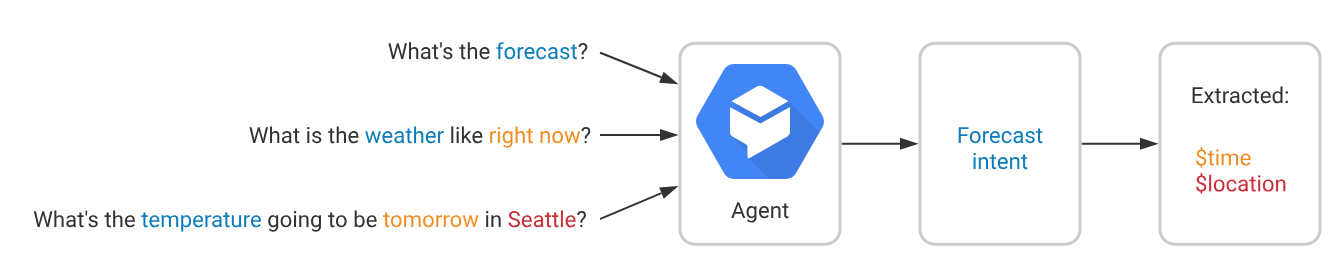 What's the forecast?
What is the weather like right now?
What's the temperature going to be tomorrow in Seattle?
Agent
Forecast
intent
Extracted:
$time
$location